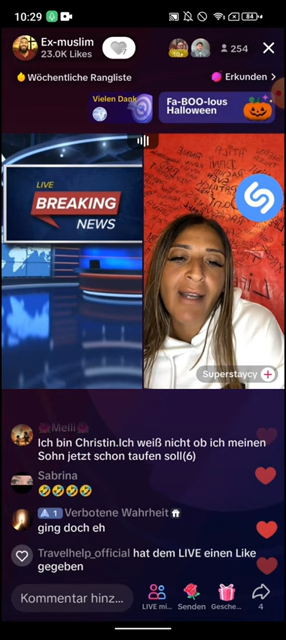 10:29
84
Ex-muslim
23.0K Likes
254
Wöchentliche Rangliste
Erkunden >
Vielen Dank
Fa-BOO-lous
Halloween
LIVE
BREAKING
NEWS
Superstaycy
Melii
Ich bin Christin.Ich weiß nicht ob ich meinen
Sohn jetzt schon taufen soll(6)
Sabrina
🤣🤣🤣🤣
1 Verbotene Wahrheit
ging doch eh
Travelhelp_official hat dem LIVE einen Like
gegeben
Kommentar hinz...
LIVE mi...
Senden
Gesche...
4